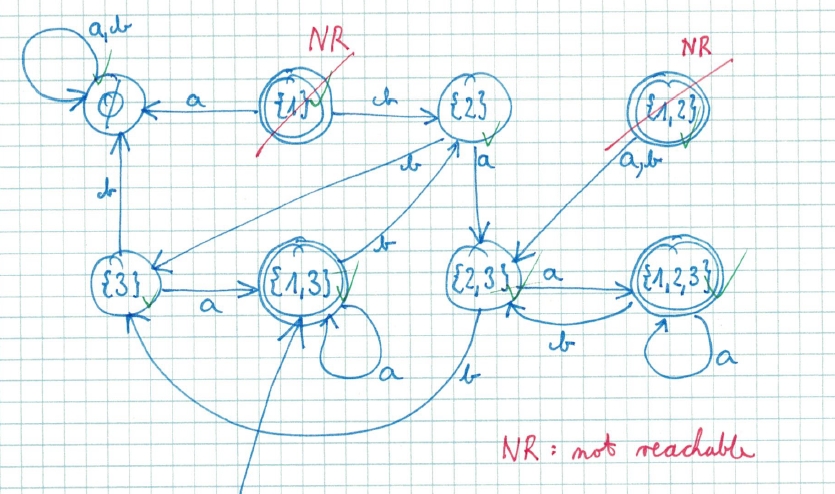 a,b
NR
NR
∅
a
{1}
b
{2}
{1,2}
b
b
a
a,b
b
{3}
a
{1,3}
{2,3}
a
{1,2,3}
b
a
b
a
NR : not reachable